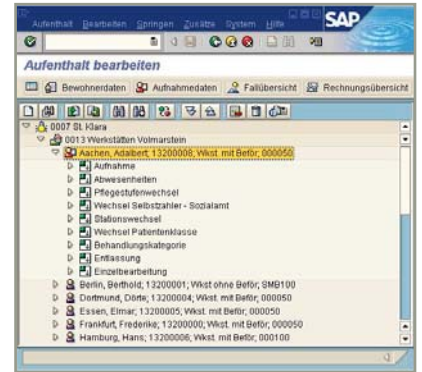 Aufenthalt Bearbeiten Springen Zusätze System Hilfe
SAP
Aufenthalt bearbeiten
Bewohnerdaten Aufnahmedaten Fallübersicht Rechnungsübersicht
0007 St. Klara
0013 Werkstätten Volmarstein
Aachen, Adalbert; 13200008; Wkst. mit Beför; 000050
Aufnahme
Abwesenheiten
Pflegestufenwechsel
Wechsel Selbstzahler - Sozialamt
Stationswechsel
Wechsel Patientenklasse
Behandlungskategorie
Entlassung
Einzelbearbeitung
Berlin, Berthold; 13200001; Wkst ohne Beför; SMB100
Dortmund, Dörte; 13200004; Wkst. mit Beför; 000050
Essen, Elmar; 13200005; Wkst. mit Beför; 000050
Frankfurt, Frederike; 13200000; Wkst. mit Beför; 000050
Hamburg, Hans; 13200006; Wkst. mit Beför; 000100